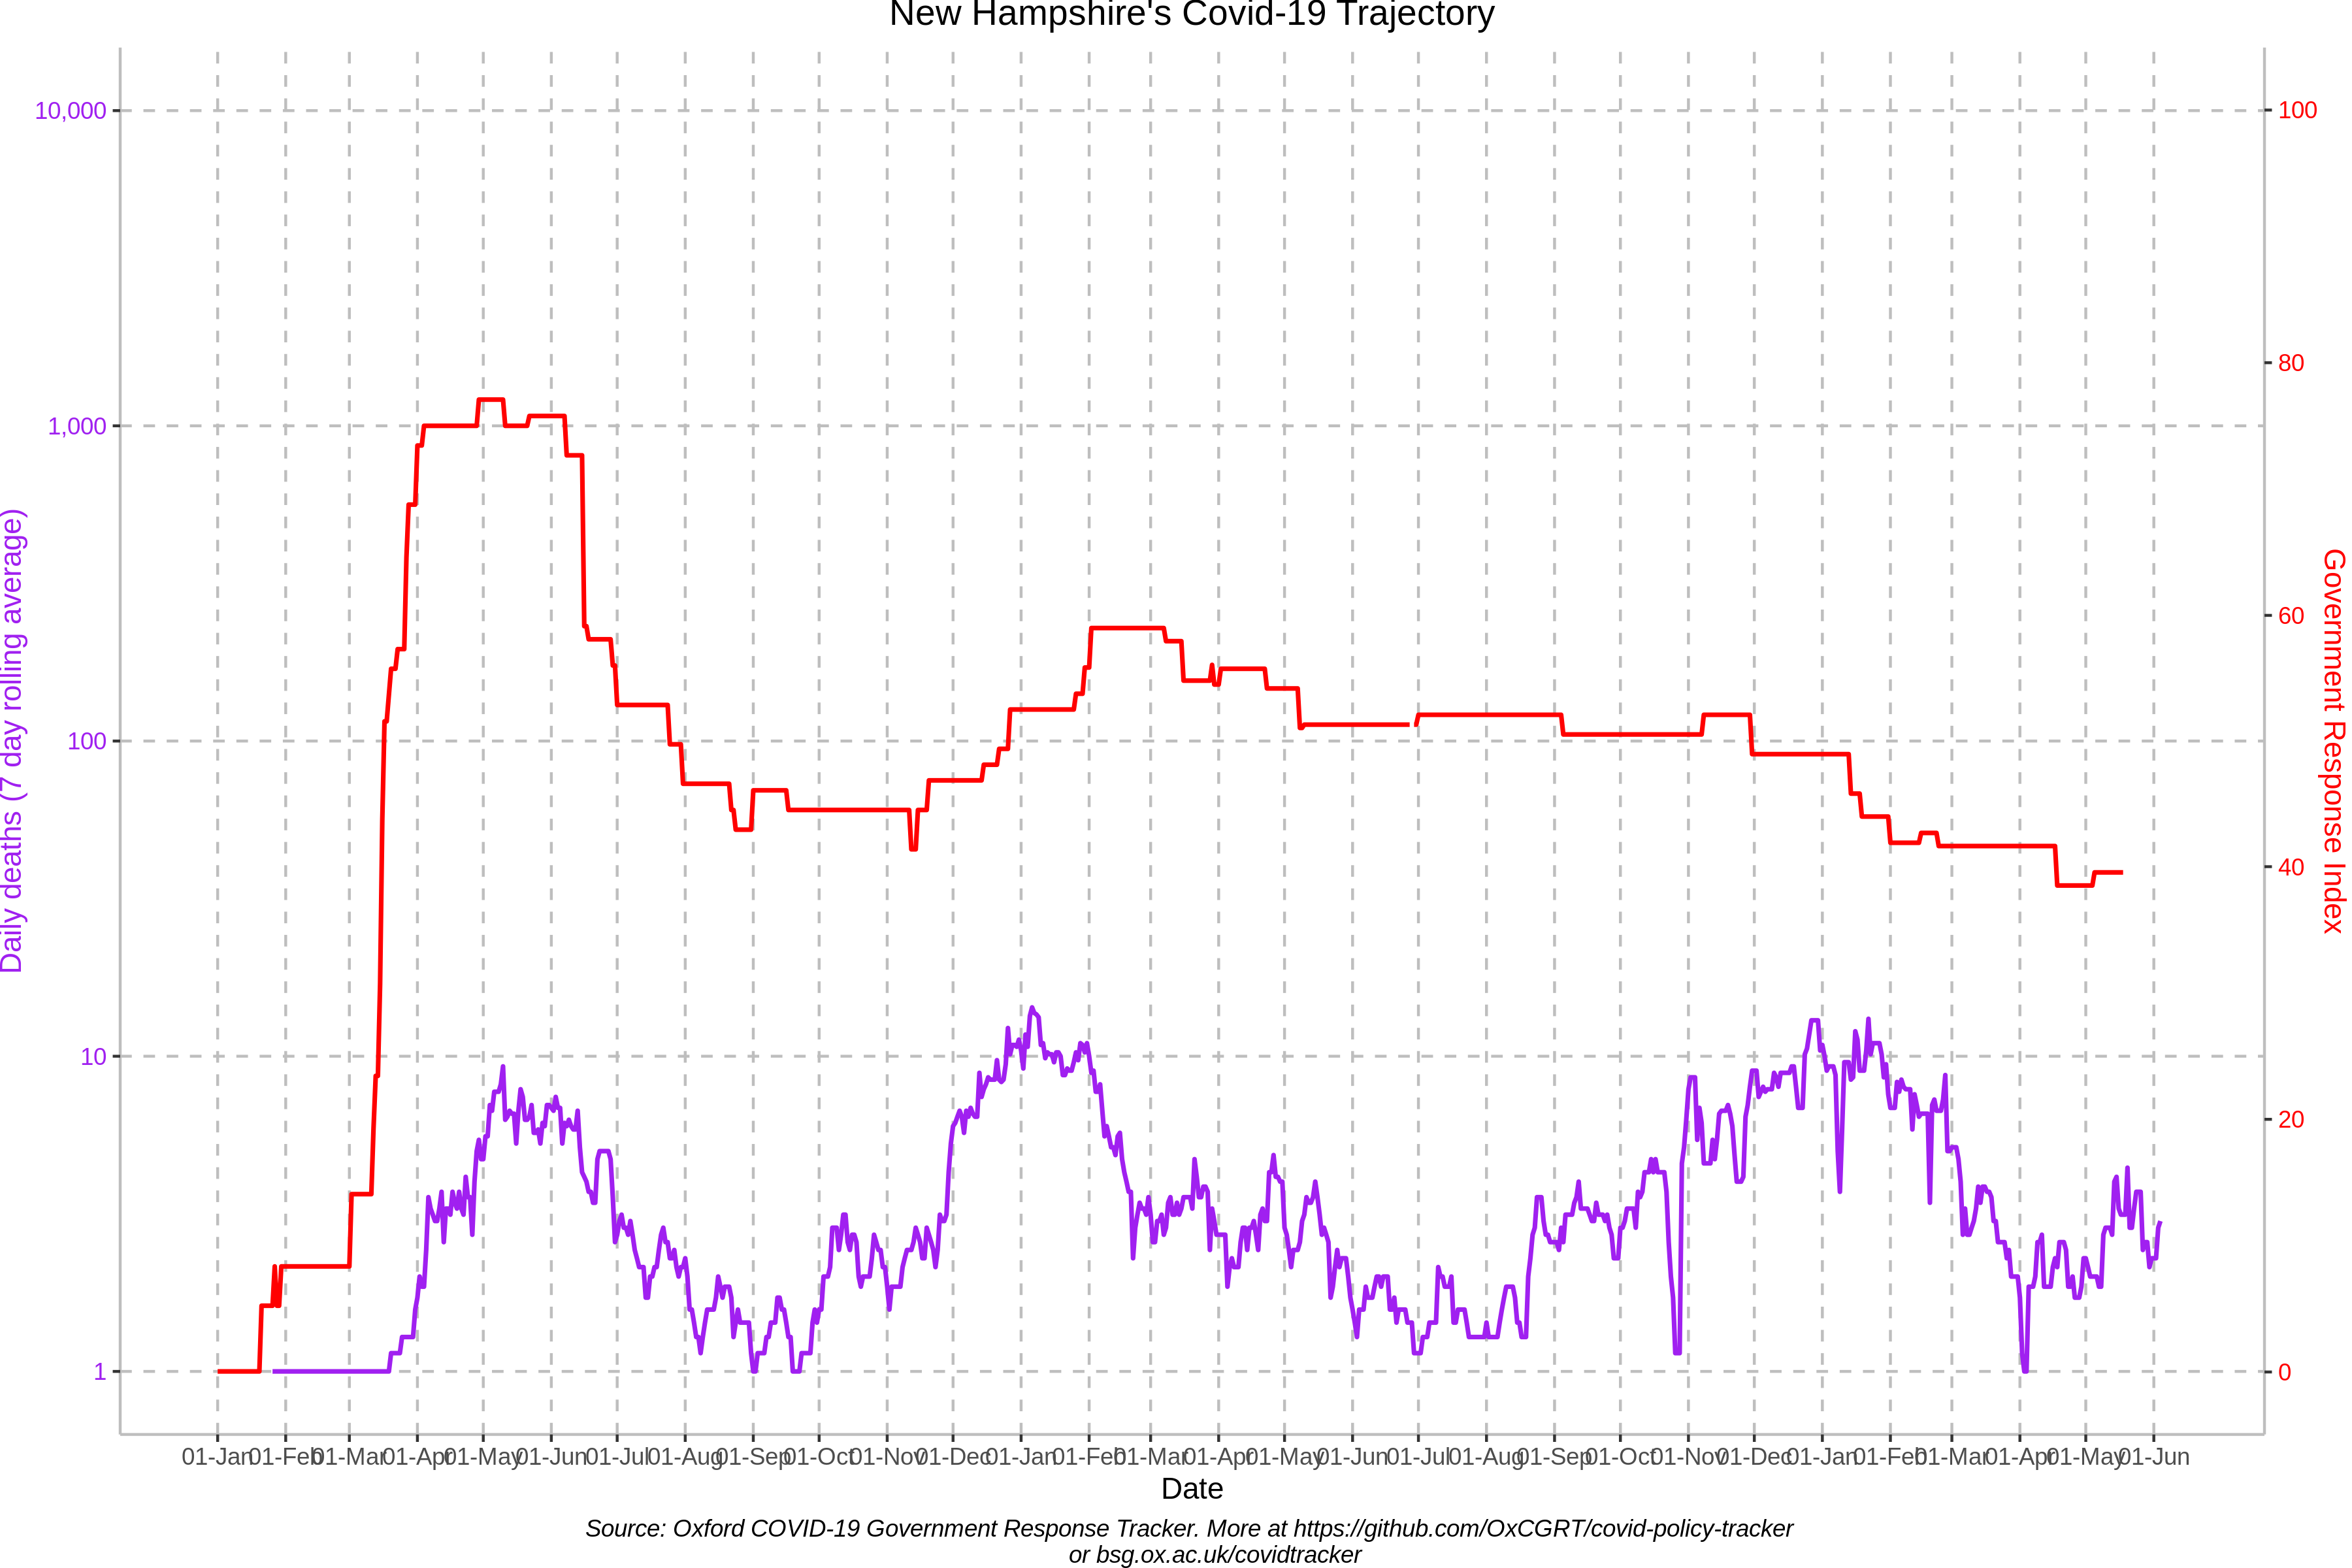 New Hampshire's Covid-19 Trajectory
10,000
1,000
100
10
1
Daily deaths (7 day rolling average)
100
80
60
40
20
0
Government Response Index
01-Jan 01-Feb 01-Mar 01-Apr 01-May 01-Jun 01-Jul 01-Aug 01-Sep 01-Oct 01-Nov 01-Dec 01-Jan 01-Feb 01-Mar 01-Apr 01-May 01-Jun 01-Jul 01-Aug 01-Sep 01-Oct 01-Nov 01-Dec 01-Jan 01-Feb 01-Mar 01-Apr 01-May 01-Jun
Date
Source: Oxford COVID-19 Government Response Tracker. More at https://github.com/OxCGRT/covid-policy-tracker
or bsg.ox.ac.uk/covidtracker